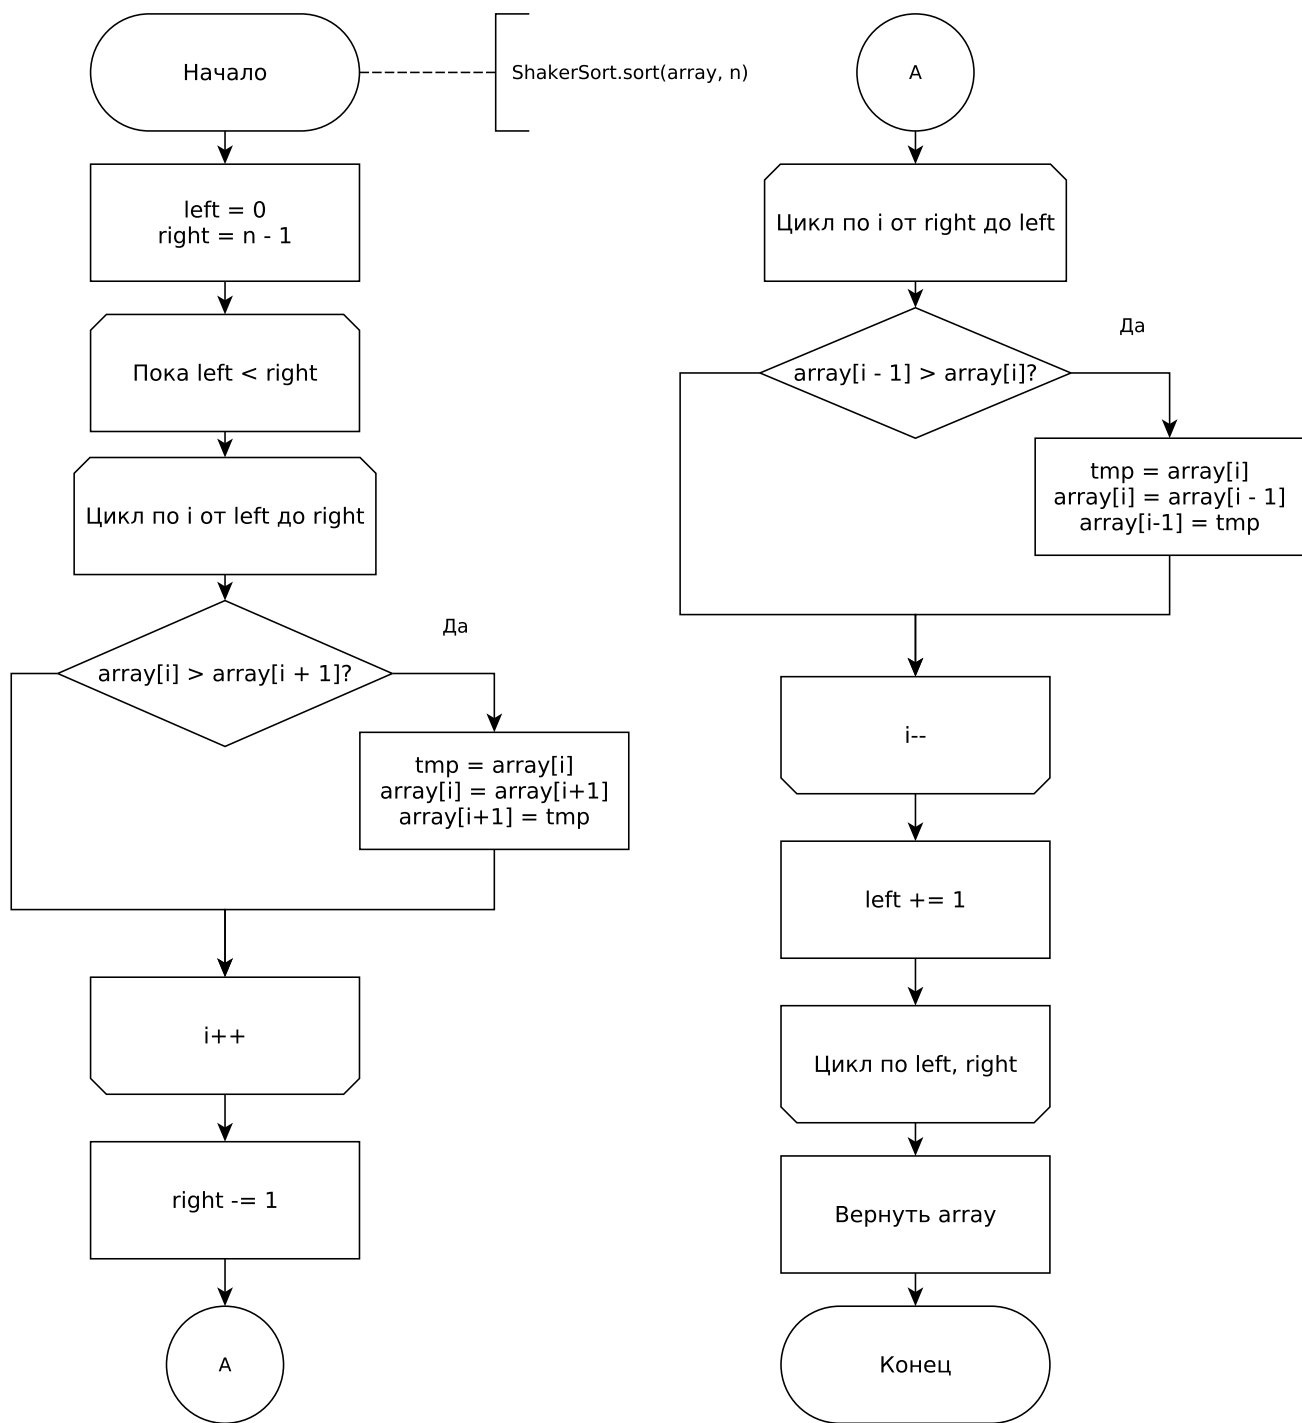 Начало
ShakerSort.sort(array, n)
left = 0
right = n - 1
Пока left < right
Цикл по i от left до right
array[i] > array[i + 1]?
Да
tmp = array[i]
array[i] = array[i+1]
array[i+1] = tmp
i++
right -= 1
A
A
Цикл по i от right до left
array[i - 1] > array[i]?
Да
tmp = array[i]
array[i] = array[i - 1]
array[i-1] = tmp
i--
left += 1
Цикл по left, right
Вернуть array
Конец